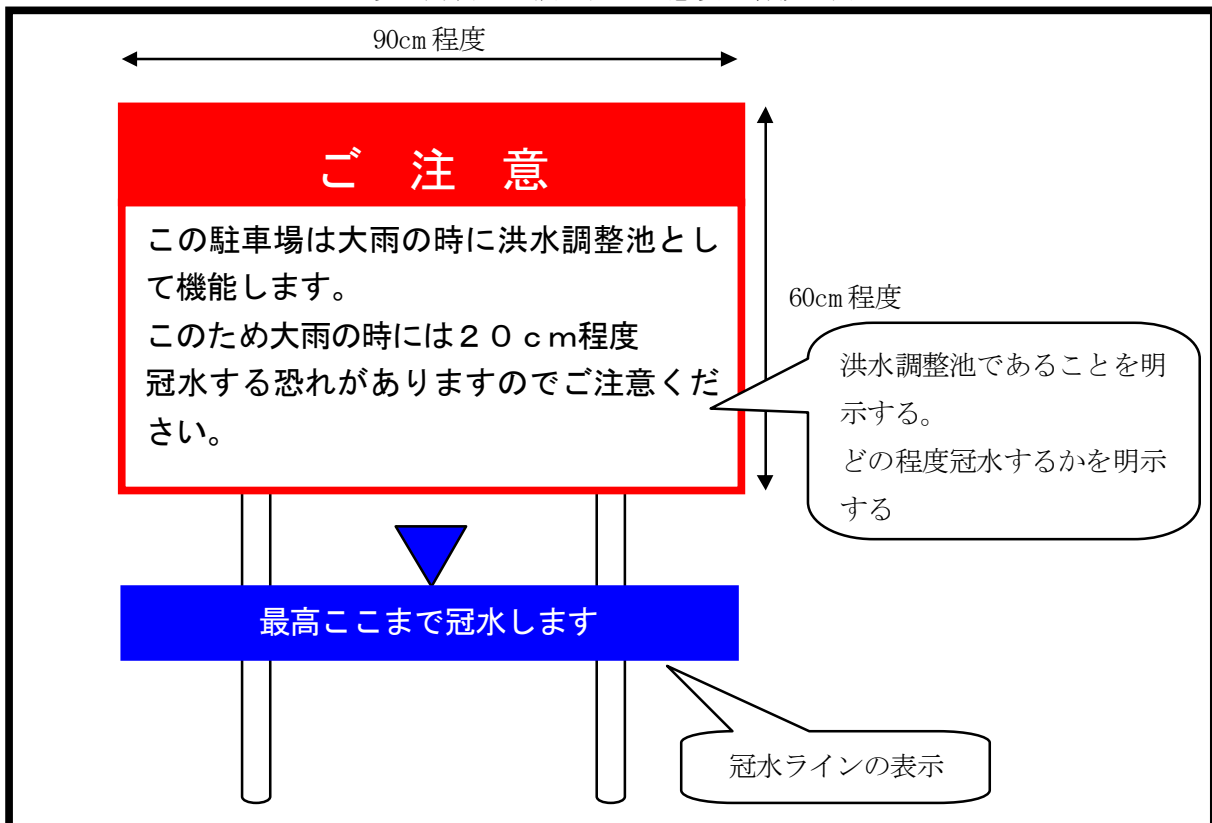 90cm程度
ご 注 意
この駐車場は大雨の時に洪水調整池とし
て機能します。
このため大雨の時には20cm程度
冠水する恐れがありますのでご注意くだ
さい。
60cm程度
洪水調整池であることを明
示する。
どの程度冠水するかを明示
する
最高ここまで冠水します
冠水ラインの表示